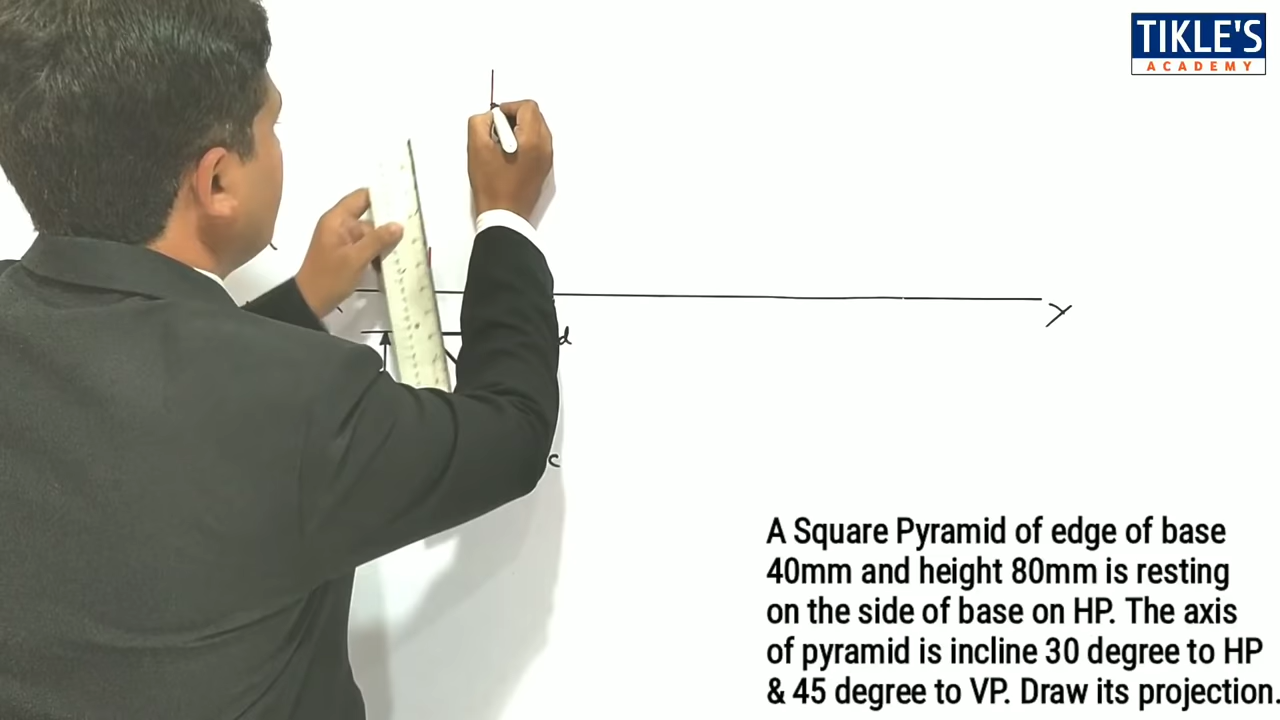 TIKLE'S
ACADEMY
Y
d
c
A Square Pyramid of edge of base
40mm and height 80mm is resting
on the side of base on HP. The axis
of pyramid is incline 30 degree to HP
& 45 degree to VP. Draw its projection.